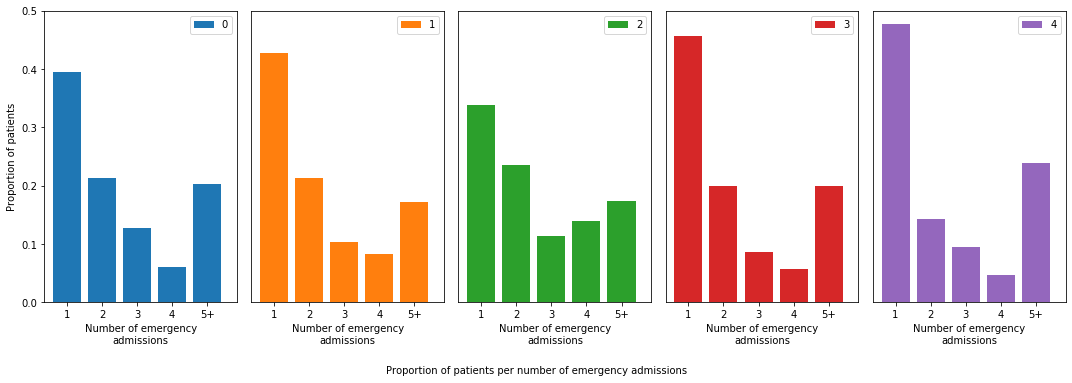 0.5
0.4
0.3
0.2
0.1
0.0
Proportion of patients
0
1 2 3 4 5+
Number of emergency
admissions
1
1 2 3 4 5+
Number of emergency
admissions
2
1 2 3 4 5+
Number of emergency
admissions
3
1 2 3 4 5+
Number of emergency
admissions
4
1 2 3 4 5+
Number of emergency
admissions
Proportion of patients per number of emergency admissions